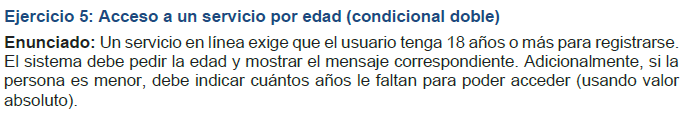 Ejercicio 5: Acceso a un servicio por edad (condicional doble)
Enunciado: Un servicio en línea exige que el usuario tenga 18 años o más para registrarse.
El sistema debe pedir la edad y mostrar el mensaje correspondiente. Adicionalmente, si la
persona es menor, debe indicar cuántos años le faltan para poder acceder (usando valor
absoluto).